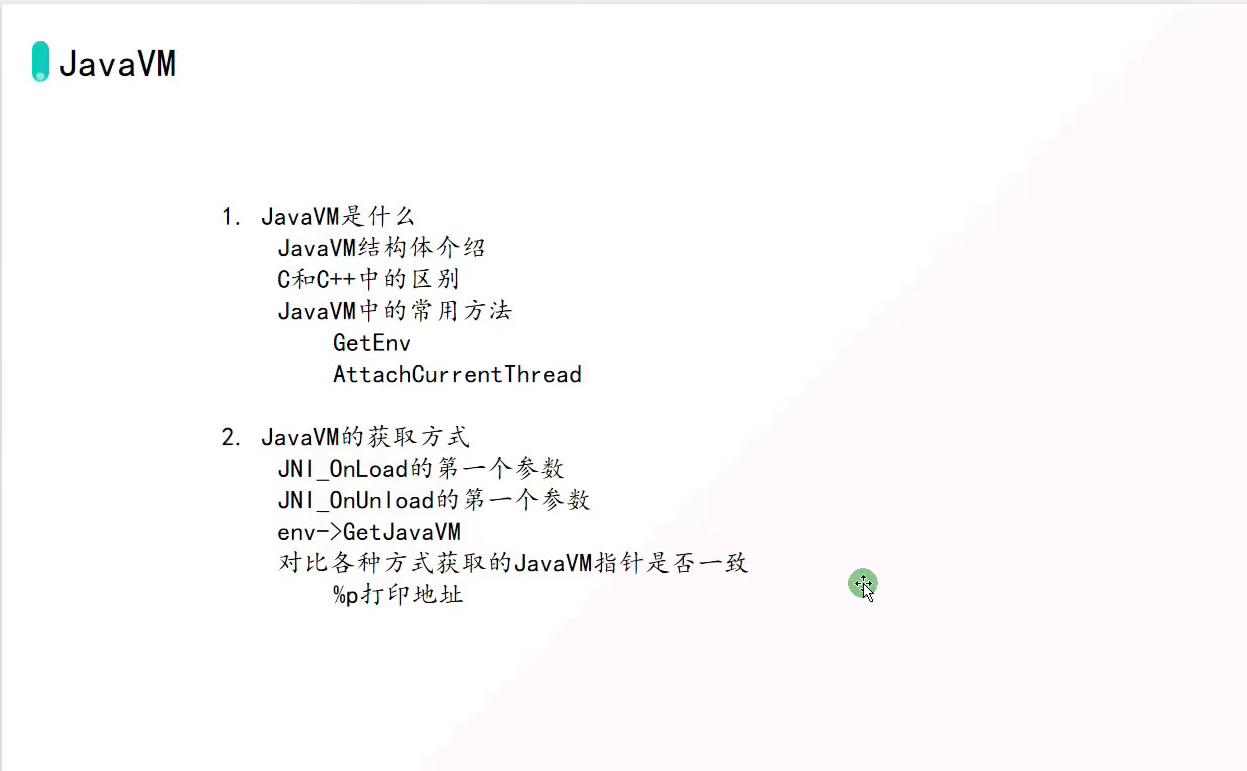 JavaVM
1. JavaVM是什么
JavaVM结构体介绍
C和C++中的区别
JavaVM中的常用方法
GetEnv
AttachCurrentThread
2. JavaVM的获取方式
JNI_OnLoad的第一个参数
JNI_OnUnload的第一个参数
env->GetJavaVM
对比各种方式获取的JavaVM指针是否一致
%p打印地址